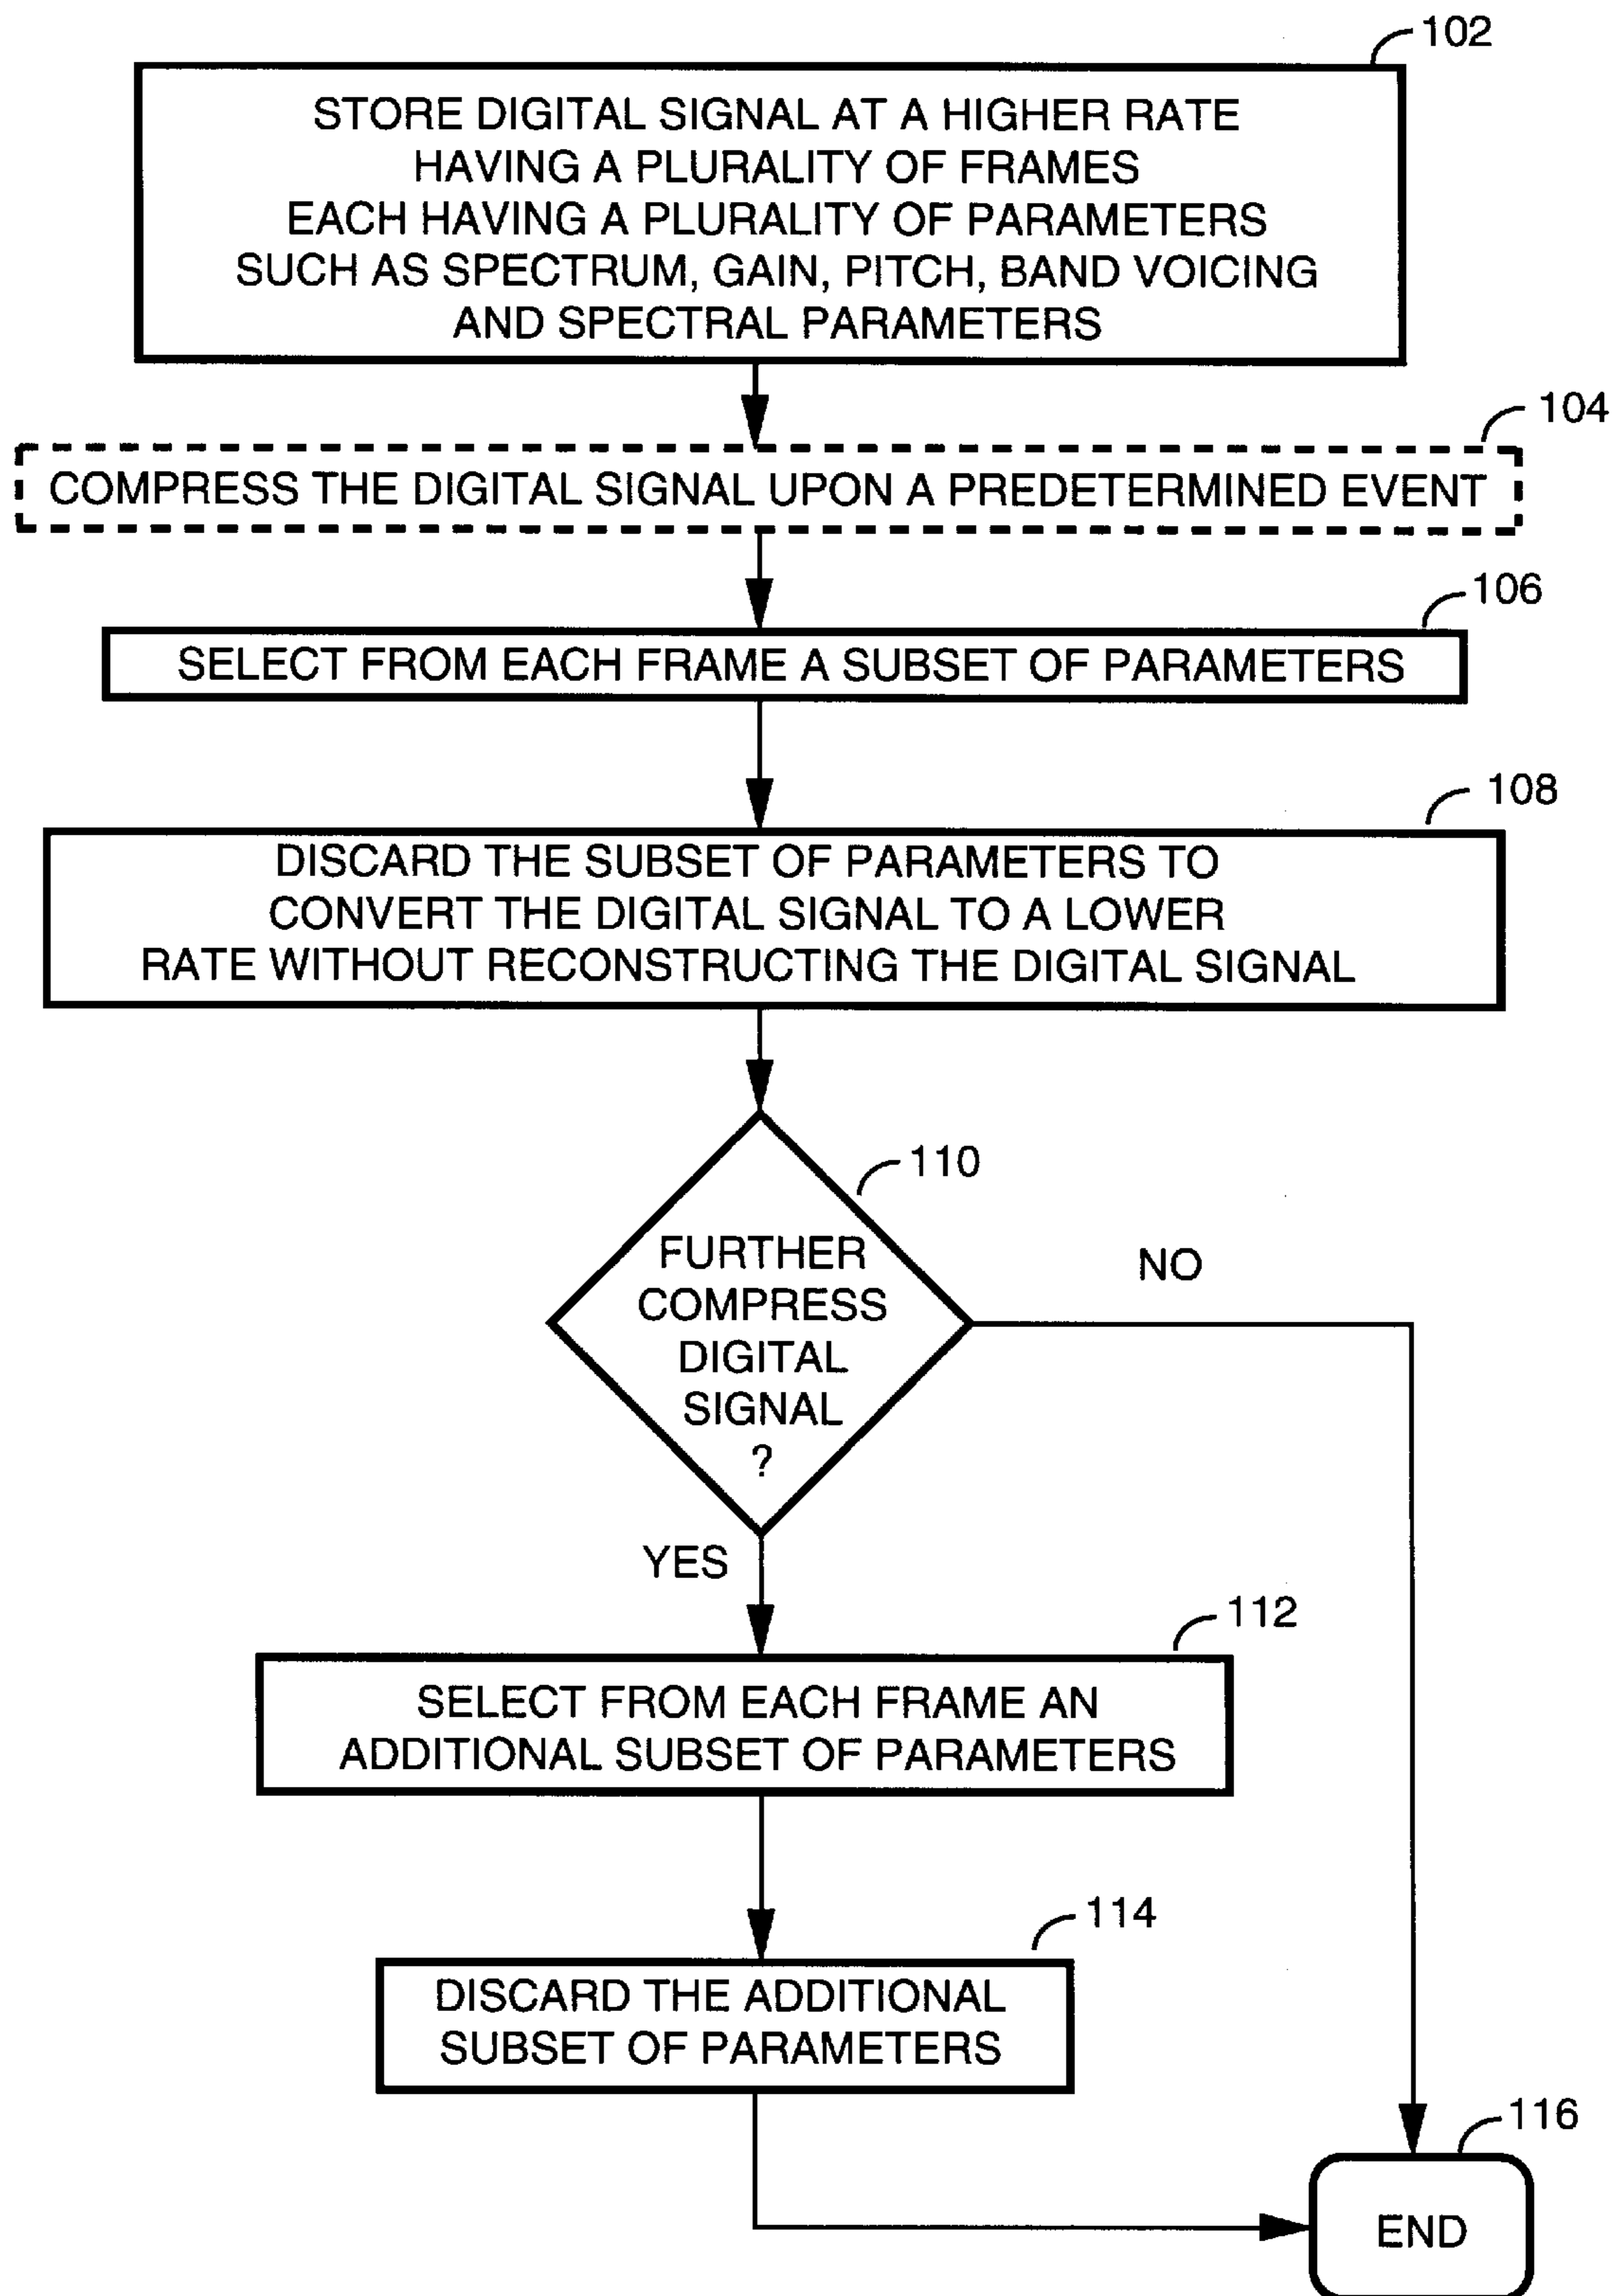 102
STORE DIGITAL SIGNAL AT A HIGHER RATE
HAVING A PLURALITY OF FRAMES
EACH HAVING A PLURALITY OF PARAMETERS
SUCH AS SPECTRUM, GAIN, PITCH, BAND VOICING
AND SPECTRAL PARAMETERS
104
COMPRESS THE DIGITAL SIGNAL UPON A PREDETERMINED EVENT
106
SELECT FROM EACH FRAME A SUBSET OF PARAMETERS
108
DISCARD THE SUBSET OF PARAMETERS TO
CONVERT THE DIGITAL SIGNAL TO A LOWER
RATE WITHOUT RECONSTRUCTING THE DIGITAL SIGNAL
110
FURTHER
COMPRESS
DIGITAL
SIGNAL
?
NO
YES
112
SELECT FROM EACH FRAME AN
ADDITIONAL SUBSET OF PARAMETERS
114
DISCARD THE ADDITIONAL
SUBSET OF PARAMETERS
116
END